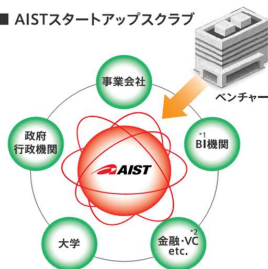 ■ AISTスタートアップスクラブ
ベンチャー
事業会社
政府
行政機関
*1
BI機関
AIST
大学
*2
金融・VC
etc.